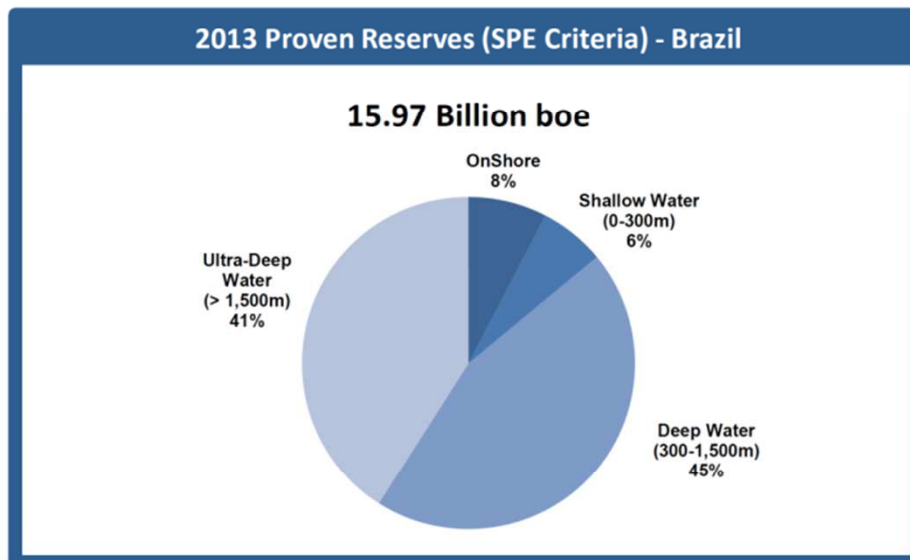 2013 Proven Reserves (SPE Criteria) - Brazil
15.97 Billion boe
OnShore
8%
Shallow Water
(0-300m)
6%
Ultra-Deep
Water
(> 1,500m)
41%
Deep Water
(300-1,500m)
45%